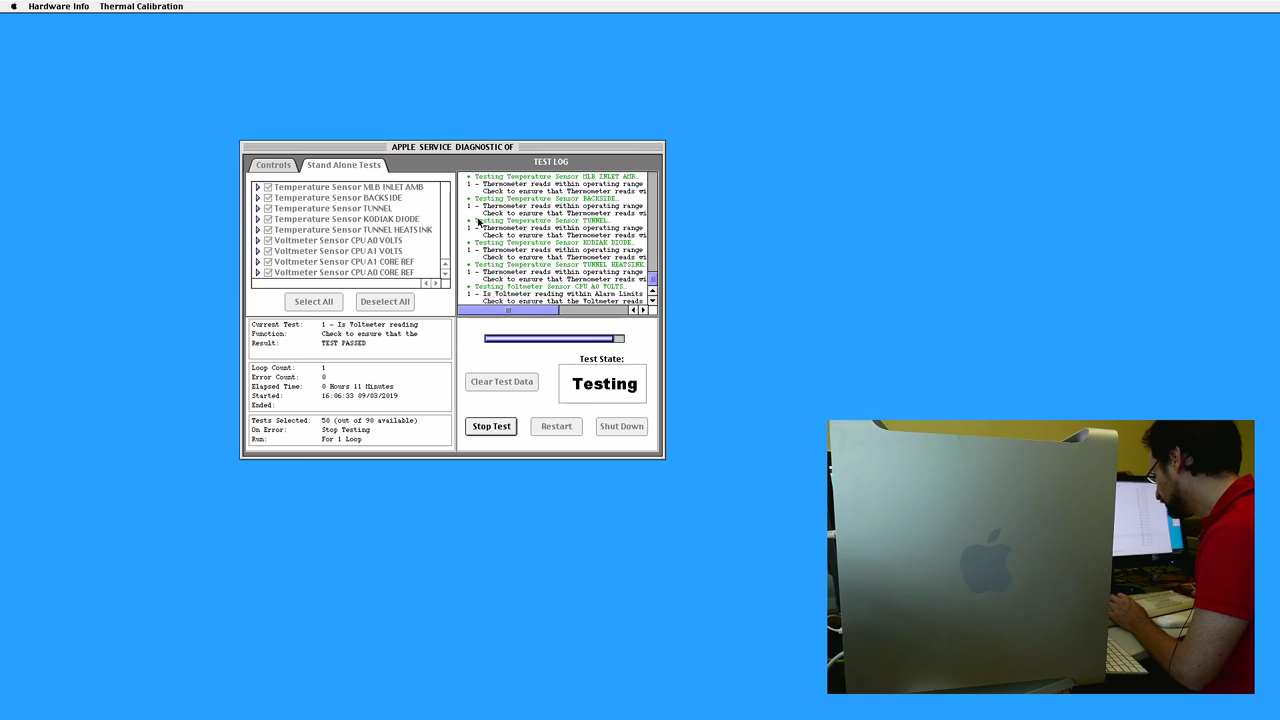 Hardware Info Thermal Calibration
APPLE SERVICE DIAGNOSTIC OF
Controls Stand Alone Tests
TEST LOG
Temperature Sensor MLB INLET AMB
Temperature Sensor BACKSIDE
Temperature Sensor TUNNEL
Temperature Sensor KODIAK DIODE
Temperature Sensor TUNNEL HEATSINK
Voltmeter Sensor CPU A0 VOLTS
Voltmeter Sensor CPU A1 VOLTS
Voltmeter Sensor CPU A1 CORE REF
Voltmeter Sensor CPU A0 CORE REF
Select All Deselect All
+ Testing Temperature Sensor MLB INLET AMB…
1 - Thermometer reads within operating range
Check to ensure that Thermometer reads wi
+ Testing Temperature Sensor BACKSIDE…
1 - Thermometer reads within operating range
Check to ensure that Thermometer reads wi
+ Testing Temperature Sensor TUNNEL…
1 - Thermometer reads within operating range
Check to ensure that Thermometer reads wi
+ Testing Temperature Sensor KODIAK DIODE…
1 - Thermometer reads within operating range
Check to ensure that Thermometer reads wi
+ Testing Temperature Sensor TUNNEL HEATSINK
1 - Thermometer reads within operating range
Check to ensure that Thermometer reads wi
+ Testing Voltmeter Sensor CPU A0 VOLTS…
1 - Is Voltmeter reading within Alarm Limits
Check to ensure that the Voltmeter reads
Current Test: 1 - Is Voltmeter reading
Function: Check to ensure that the
Result: TEST PASSED
Loop Count: 1
Error Count: 0
Elapsed Time: 0 Hours 11 Minutes
Started: 16:06:33 09/03/2019
Ended:
Tests Selected: 50 (out of 90 available)
On Error: Stop Testing
Run: For 1 Loop
Test State:
Clear Test Data
Testing
Stop Test Restart Shut Down